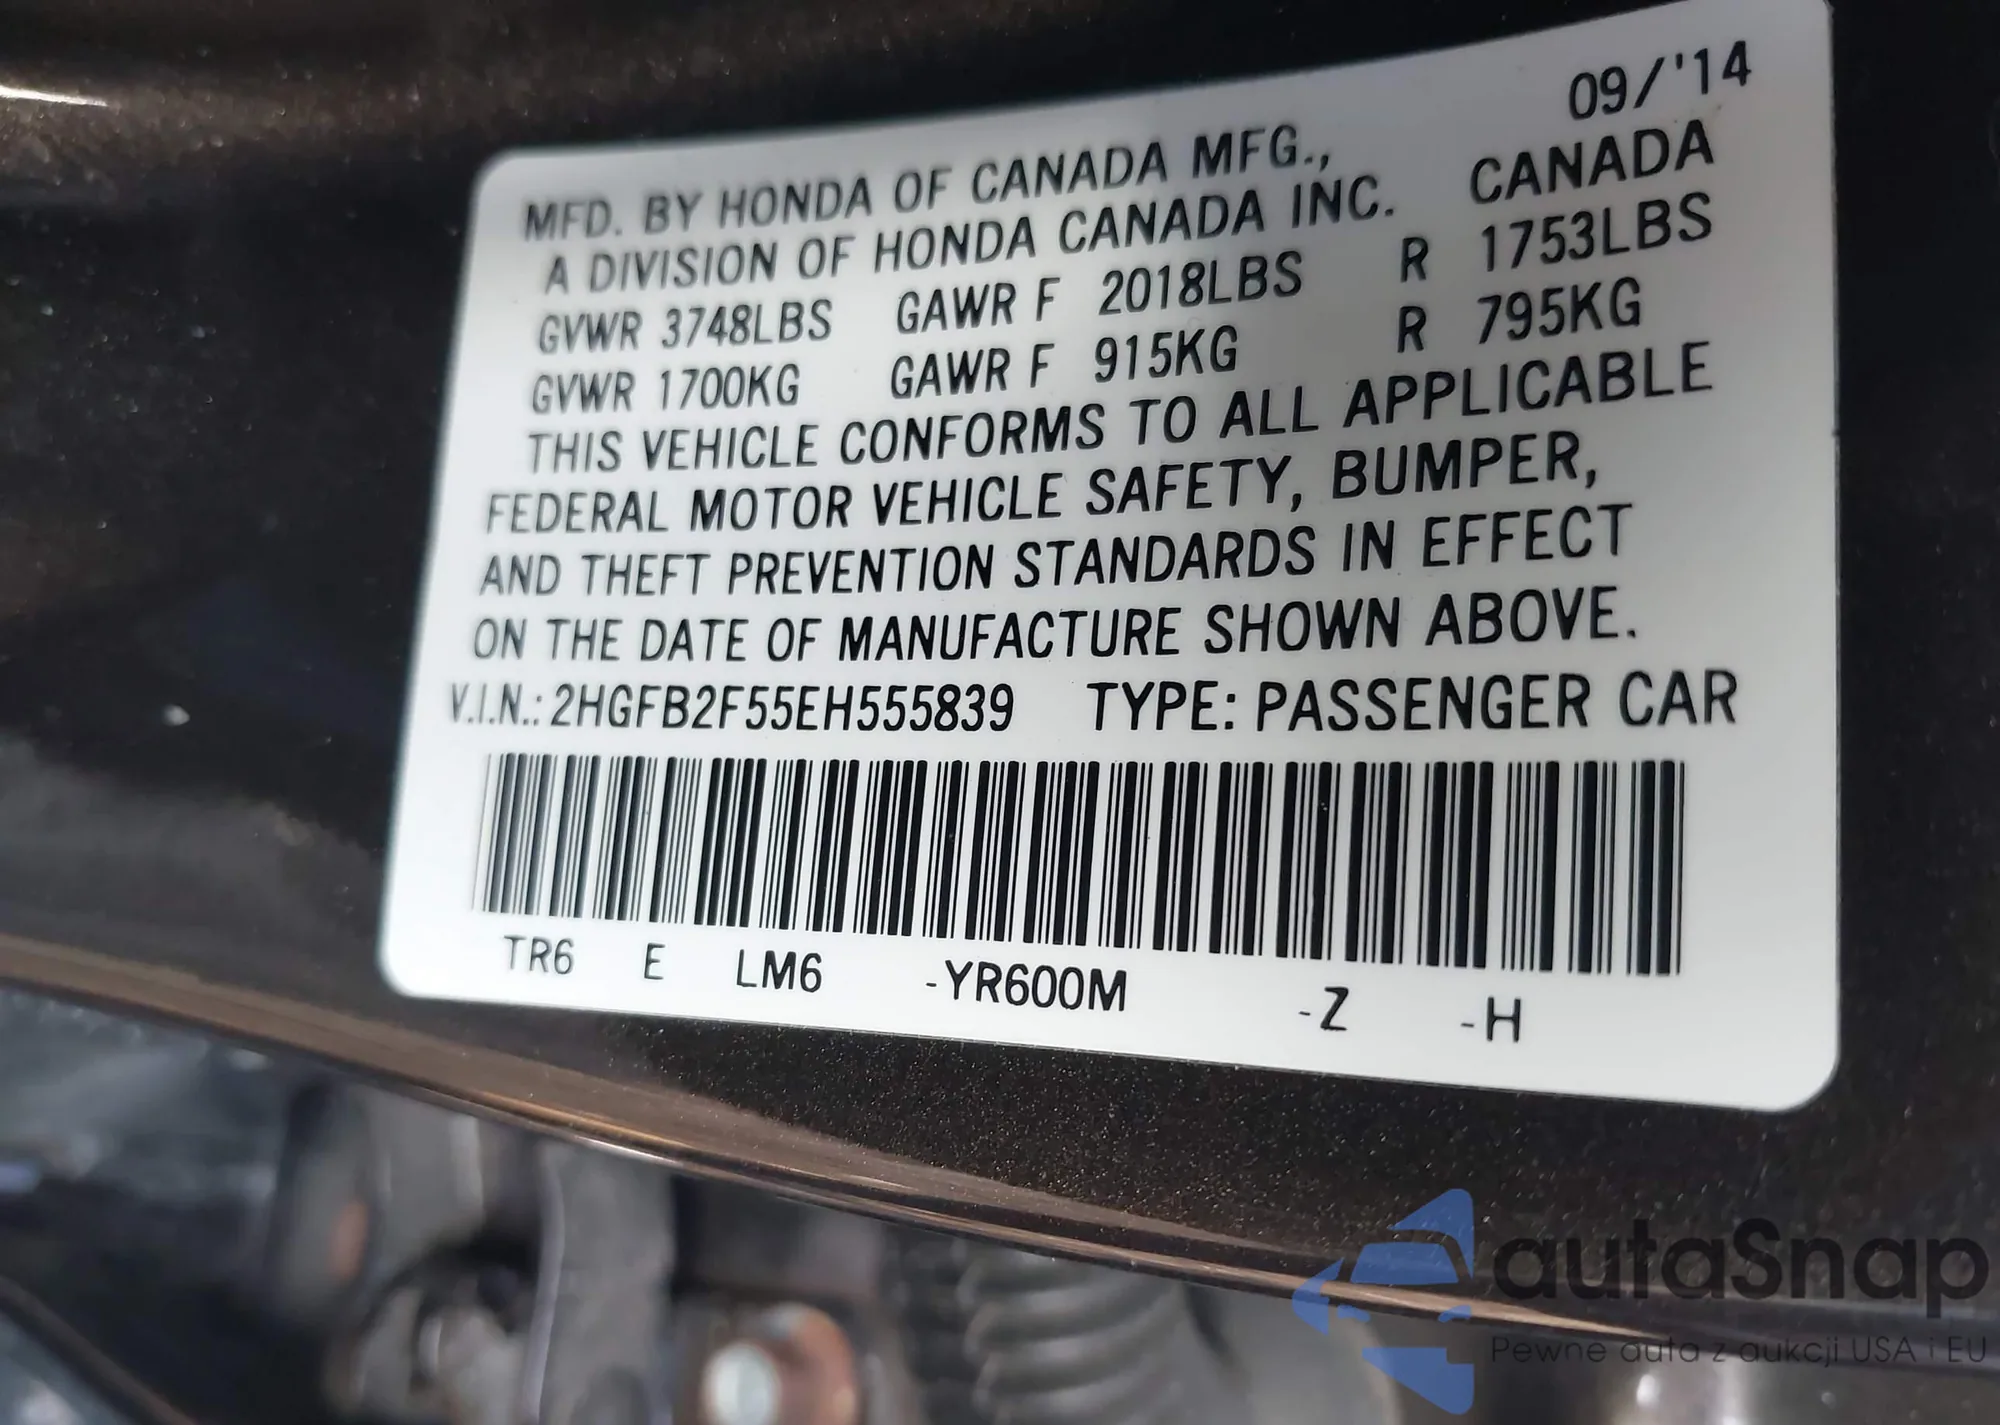 09/'14
MFD. BY HONDA OF CANADA MFG., CANADA
A DIVISION OF HONDA CANADA INC.
GVWR 3748LBS GAWR F 2018LBS R 1753LBS
GVWR 1700KG GAWR F 915KG R 795KG
THIS VEHICLE CONFORMS TO ALL APPLICABLE
FEDERAL MOTOR VEHICLE SAFETY, BUMPER,
AND THEFT PREVENTION STANDARDS IN EFFECT
ON THE DATE OF MANUFACTURE SHOWN ABOVE.
V.I.N.: 2HGFB2F55EH555839 TYPE: PASSENGER CAR
TR6 E LM6 -YR600M -Z -H
autaSnap
Pewne auta z aukcji USA i EU